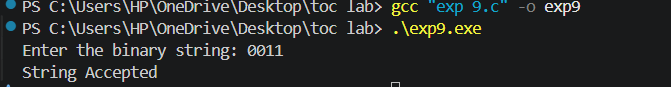 PS C:\Users\HP\OneDrive\Desktop\toc lab> gcc "exp 9.c" -o exp9
PS C:\Users\HP\OneDrive\Desktop\toc lab> .\exp9.exe
Enter the binary string: 0011
String Accepted